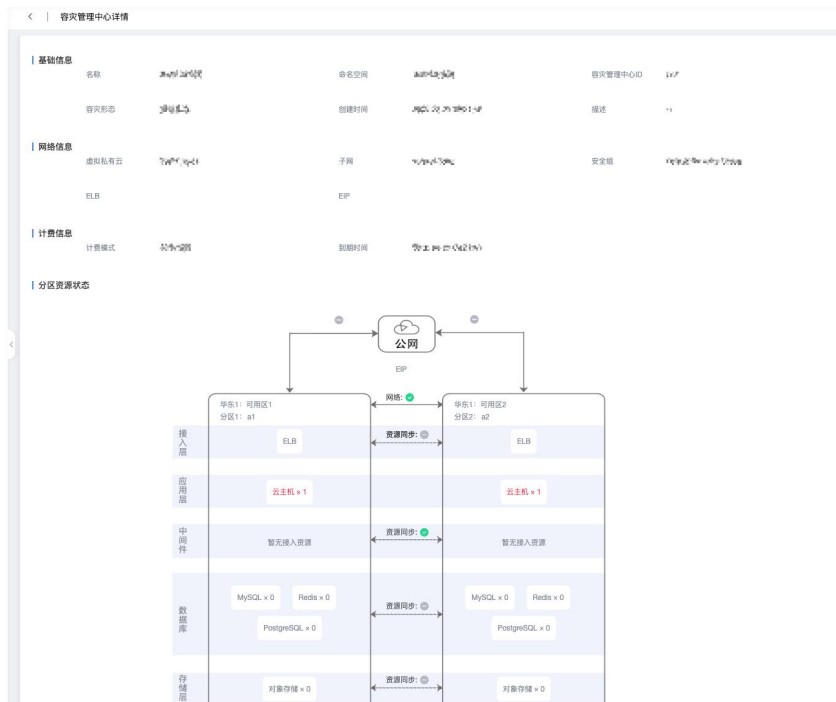 容灾管理中心详情
基础信息
名称 命名空间 容灾管理中心ID
容灾形态 创建时间 描述
网络信息
虚拟私有云 子网 安全组
ELB EIP
计费信息
计费模式 到期时间
分区资源状态
公网
EIP
华东1：可用区1 网络: 华东1：可用区2
分区1：a1 分区2：a2
接入层 ELB 资源同步: ELB
应用层 云主机 × 1 云主机 × 1
中间件 暂无接入资源 资源同步: 暂无接入资源
数据库 MySQL × 0 Redis × 0 资源同步: MySQL × 0 Redis × 0
PostgreSQL × 0 PostgreSQL × 0
存储层 对象存储 × 0 资源同步: 对象存储 × 0